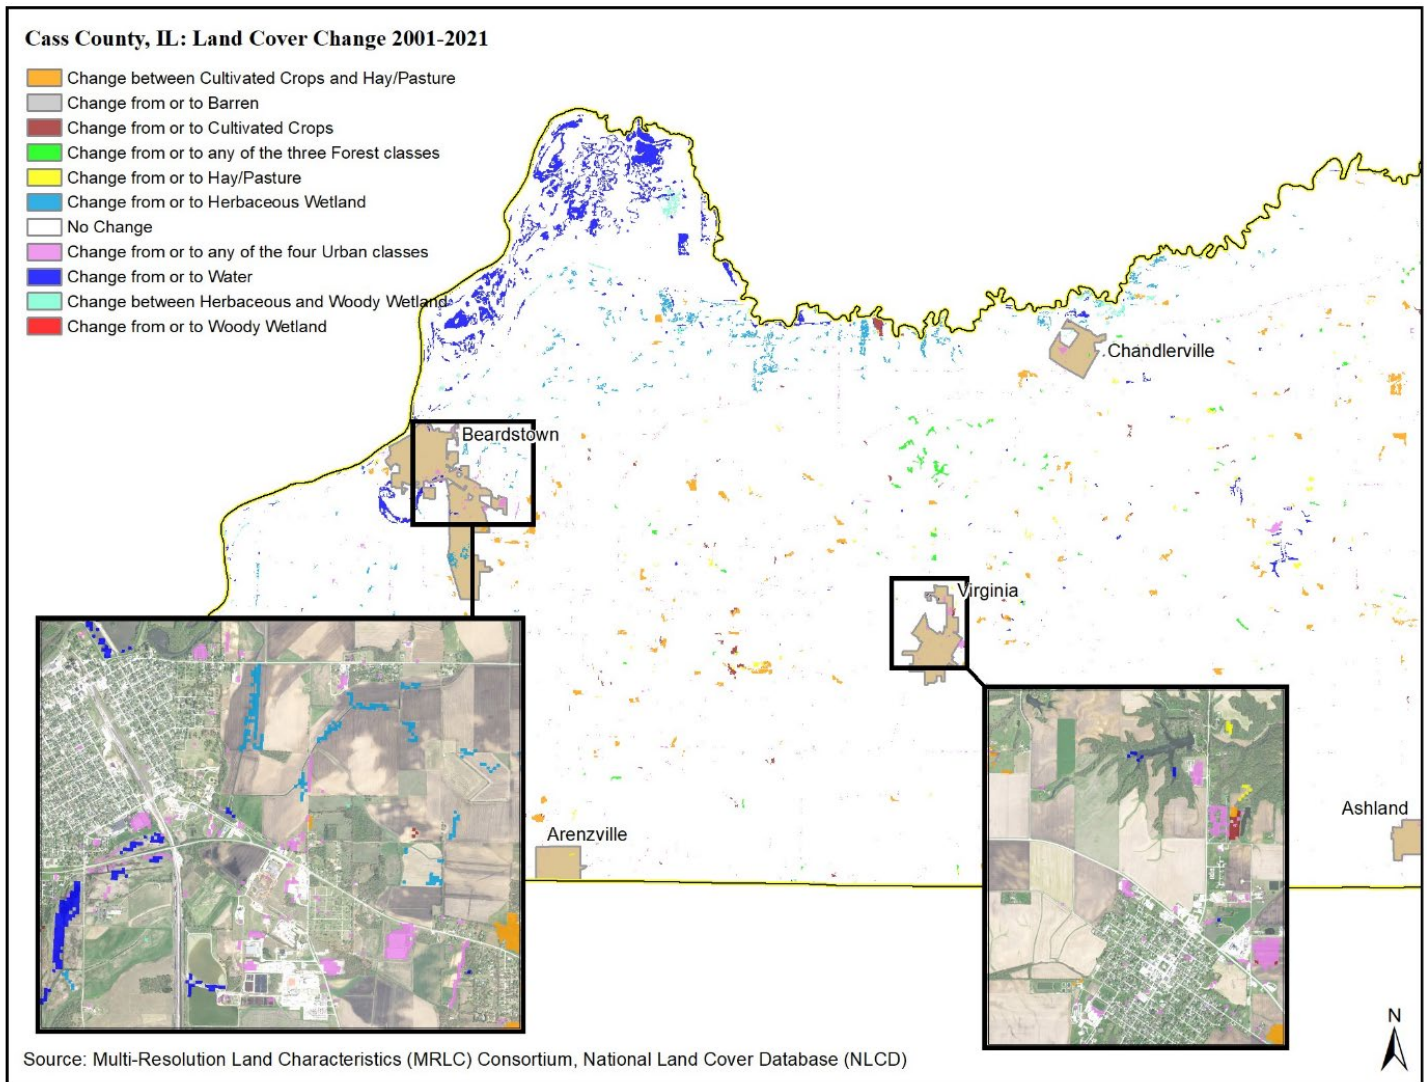 Cass County, IL: Land Cover Change 2001-2021
Change between Cultivated Crops and Hay/Pasture
Change from or to Barren
Change from or to Cultivated Crops
Change from or to any of the three Forest classes
Change from or to Hay/Pasture
Change from or to Herbaceous Wetland
No Change
Change from or to any of the four Urban classes
Change from or to Water
Change between Herbaceous and Woody Wetland
Change from or to Woody Wetland
Chandlerville
Beardstown
Virginia
Arenzville
Ashland
N
Source: Multi-Resolution Land Characteristics (MRLC) Consortium, National Land Cover Database (NLCD)